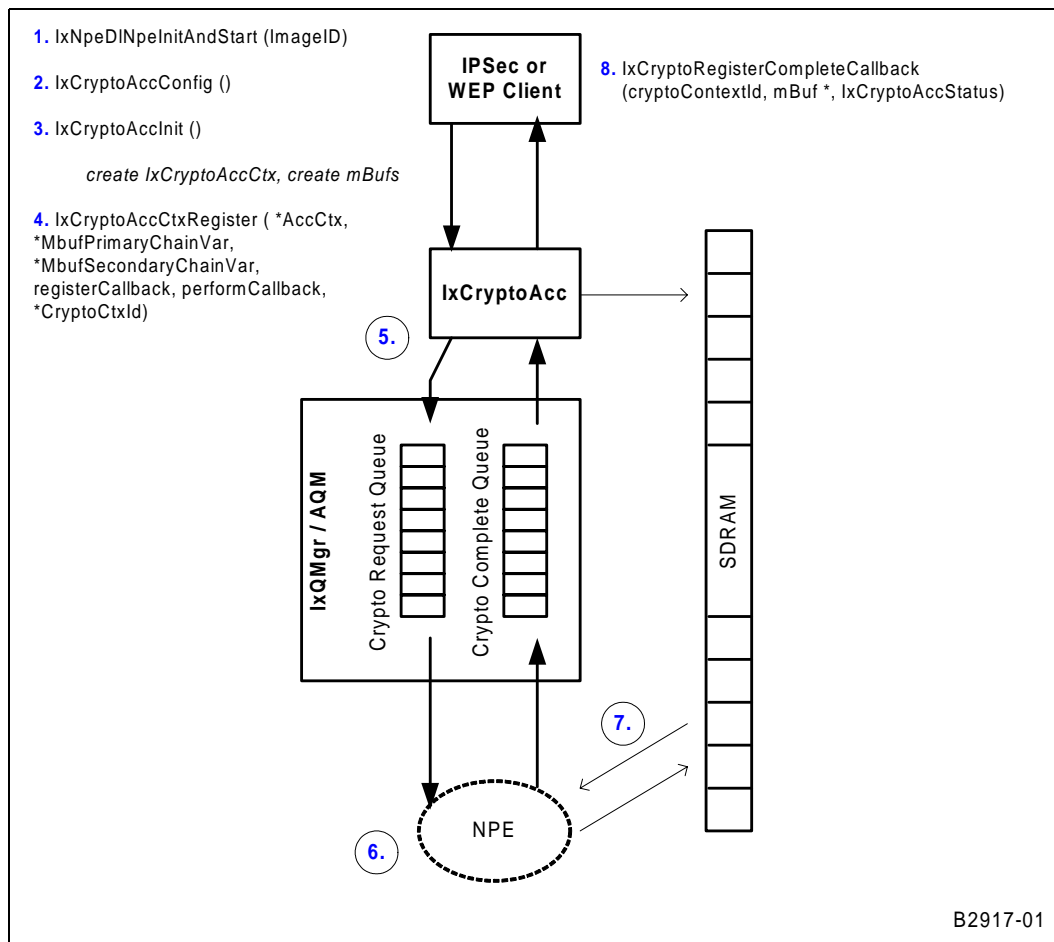 1. IxNpeDlNpeInitAndStart (ImageID)
2. IxCryptoAccConfig ()
3. IxCryptoAccInit ()
create IxCryptoAccCtx, create mBufs
4. IxCryptoAccCtxRegister ( *AccCtx,
*MbufPrimaryChainVar,
*MbufSecondaryChainVar,
registerCallback, performCallback,
*CryptoCtxId)
IPSec or
WEP Client
8. IxCryptoRegisterCompleteCallback
(cryptoContextId, mBuf *, IxCryptoAccStatus)
IxCryptoAcc
5.
IxQMgr / AQM
Crypto Request Queue
Crypto Complete Queue
SDRAM
7.
NPE
6.
B2917-01